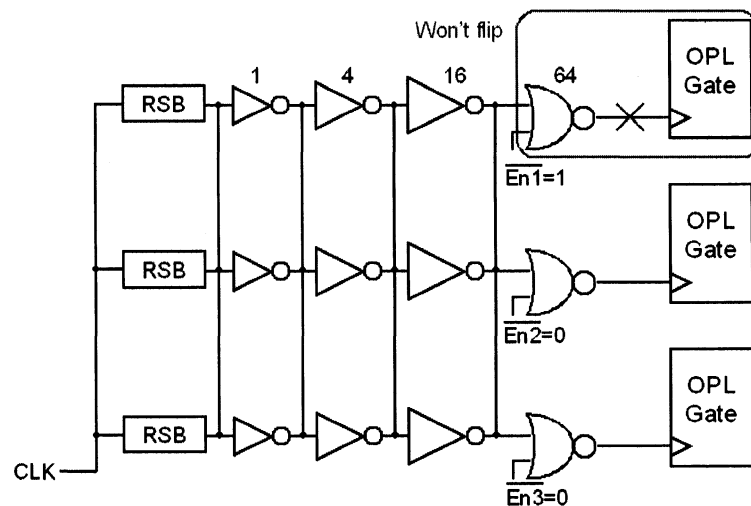 Won't flip
1
4
16
64
OPL
Gate
RSB
En1=1
RSB
OPL
Gate
En2=0
RSB
OPL
Gate
En3=0
CLK